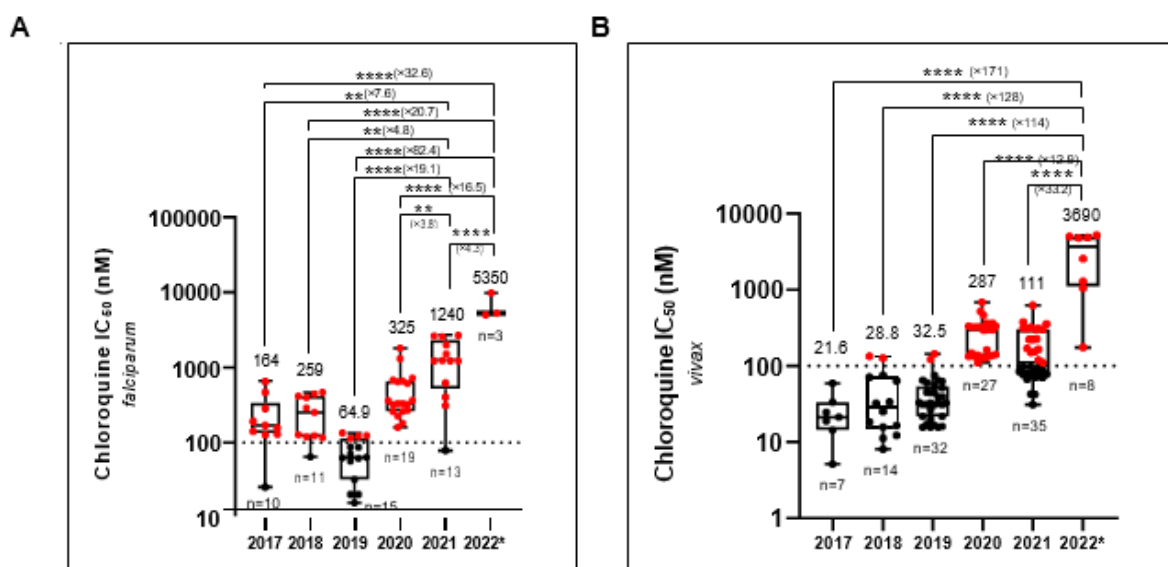 A
****(×32.6)
**(×7.6)
****(×20.7)
**(×4.8)
****(×82.4)
****(×19.1)
****(×16.5)
**
(×3.8)
****
(×4.3)
Chloroquine IC50 (nM)
falciparum
100000
10000
1000
100
10
164
259
64.9
325
1240
5350
n=10
n=11
n=15
n=19
n=13
n=3
2017 2018 2019 2020 2021 2022*
B
**** (×171)
**** (×128)
**** (×114)
****
****
(×33.2)
Chloroquine IC50 (nM)
vivax
10000
1000
100
10
1
21.6
28.8
32.5
287
111
3690
n=7
n=14
n=32
n=27
n=35
n=8
2017 2018 2019 2020 2021 2022*